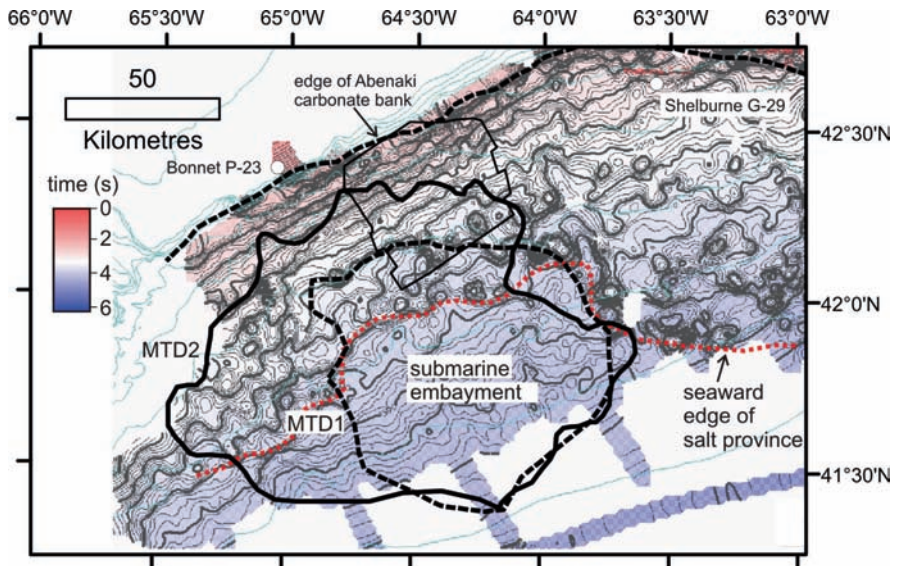 66°0'W 65°30'W 65°0'W 64°30'W 64°0'W 63°30'W 63°0'W
50
Kilometres
edge of Abenaki
carbonate bank
Shelburne G-29
42°30'N
Bonnet P-23
time (s)
0
2
4
6
42°0'N
MTD2
submarine
embayment
MTD1
seaward
edge of
salt province
41°30'N